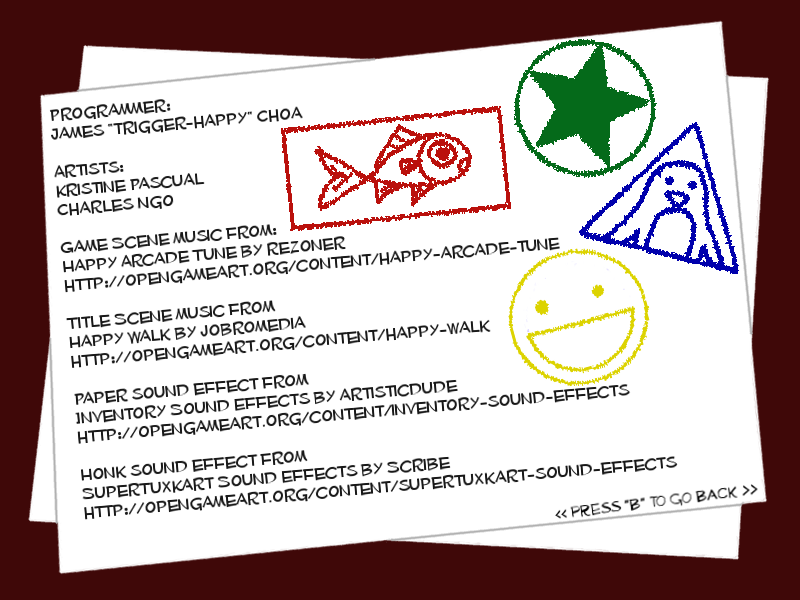 PROGRAMMER:
JAMES "TRIGGER-HAPPY" CHOA
ARTISTS:
KRISTINE PASCUAL
CHARLES NGO
GAME SCENE MUSIC FROM:
HAPPY ARCADE TUNE BY REZONER
HTTP://OPENGAMEART.ORG/CONTENT/HAPPY-ARCADE-TUNE
TITLE SCENE MUSIC FROM
HAPPY WALK BY JOBROMEDIA
HTTP://OPENGAMEART.ORG/CONTENT/HAPPY-WALK
PAPER SOUND EFFECT FROM
INVENTORY SOUND EFFECTS BY ARTISTICDUDE
HTTP://OPENGAMEART.ORG/CONTENT/INVENTORY-SOUND-EFFECTS
HONK SOUND EFFECT FROM
SUPERTUXKART SOUND EFFECTS BY SCRIBE
HTTP://OPENGAMEART.ORG/CONTENT/SUPERTUXKART-SOUND-EFFECTS
<< PRESS "B" TO GO BACK >>